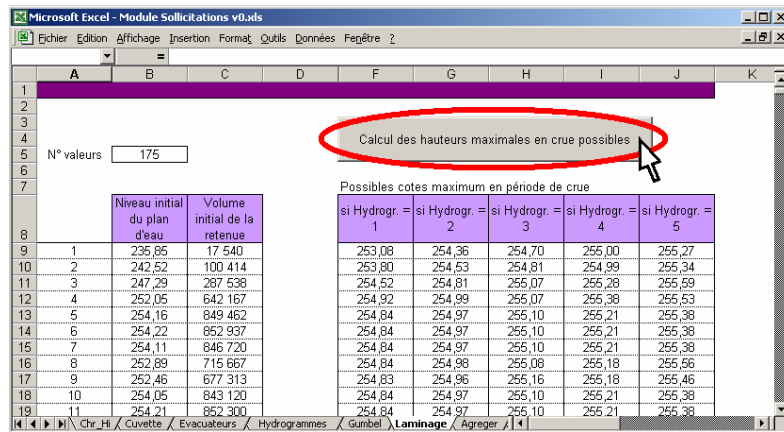 Microsoft Excel - Module Sollicitations v0.xls
Fichier Edition Affichage Insertion Format Outils Données Fenêtre ?
=
A B C D F G H I J K
1
2
3
4 Calcul des hauteurs maximales en crue possibles
5 N° valeurs 175
6
7 Possibles cotes maximum en période de crue
8 Niveau initial du plan d'eau Volume initial de la retenue si Hydrogr. = 1 si Hydrogr. = 2 si Hydrogr. = 3 si Hydrogr. = 4 si Hydrogr. = 5
9 1 235,85 17 540 253,08 254,36 254,70 255,00 255,27
10 2 242,52 100 414 253,80 254,53 254,81 254,99 255,34
11 3 247,29 287 538 254,52 254,81 255,07 255,28 255,59
12 4 252,05 642 167 254,92 254,99 255,07 255,38 255,53
13 5 254,16 849 462 254,84 254,97 255,10 255,21 255,38
14 6 254,22 852 937 254,84 254,97 255,10 255,21 255,38
15 7 254,11 846 720 254,84 254,97 255,10 255,21 255,38
16 8 252,89 715 667 254,84 254,98 255,08 255,18 255,56
17 9 252,46 677 313 254,83 254,96 255,16 255,18 255,46
18 10 254,05 843 120 254,84 254,97 255,10 255,21 255,38
19 11 254,21 852 300 254,84 254,97 255,10 255,21 255,38
Chr_Hi Cuvette Evacuateurs Hydrogrammes Gumbel Laminage Agreger